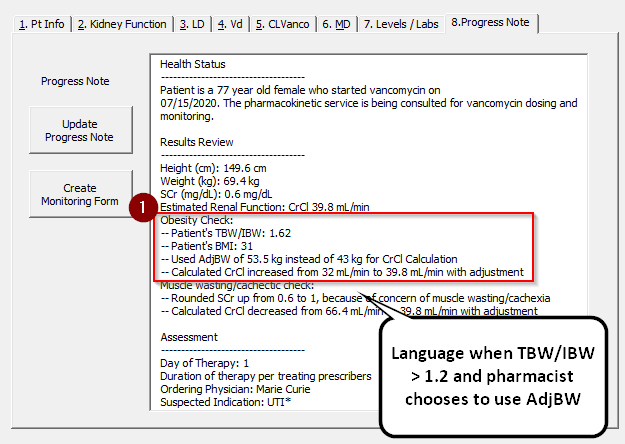 1. Pt Info
2. Kidney Function
3. LD
4. Vd
5. CLVanco
6. MD
7. Levels / Labs
8.Progress Note
Progress Note
Update
Progress Note
Create
Monitoring Form
Health Status
------------------------------------
Patient is a 77 year old female who started vancomycin on
07/15/2020. The pharmacokinetic service is being consulted for vancomycin dosing and
monitoring.
Results Review
------------------------------------
Height (cm): 149.6 cm
Weight (kg): 69.4 kg
SCr (mg/dL): 0.6 mg/dL
Estimated Renal Function: CrCl 39.8 mL/min
1
Obesity Check:
-- Patient's TBW/IBW: 1.62
-- Patient's BMI: 31
-- Used AdjBW of 53.5 kg instead of 43 kg for CrCl Calculation
-- Calculated CrCl increased from 32 mL/min to 39.8 mL/min with adjustment
Muscle wasting/cachectic check:
-- Rounded SCr up from 0.6 to 1, because of concern of muscle wasting/cachexia
-- Calculated CrCl decreased from 66.4 mL/min 39.8 mL/min with adjustment
Assessment
------------------------------------
Day of Therapy: 1
Duration of therapy per treating prescribers
Ordering Physician: Marie Curie
Suspected Indication: UTI*
Language when TBW/IBW
> 1.2 and pharmacist
chooses to use AdjBW